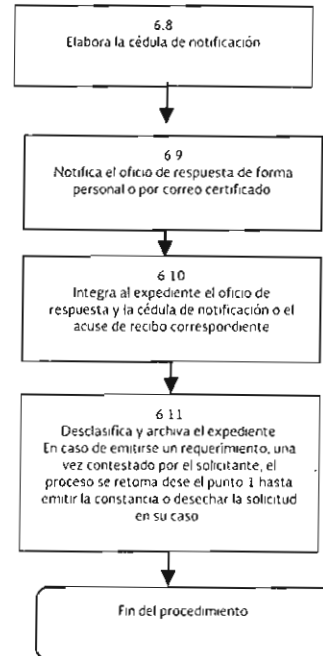 6.8
Elabora la cédula de notificación
6 9
Notifica el oficio de respuesta de forma
personal o por correo certificado
6 10
Integra al expediente el oficio de
respuesta y la cédula de notificación o el
acuse de recibo correspondiente
6 11
Desclasifica y archiva el expediente
En caso de emitirse un requerimiento, una
vez contestado por el solicitante, el
proceso se retoma dese el punto 1 hasta
emitir la constancia o desechar la solicitud
en su caso
Fin del procedimiento